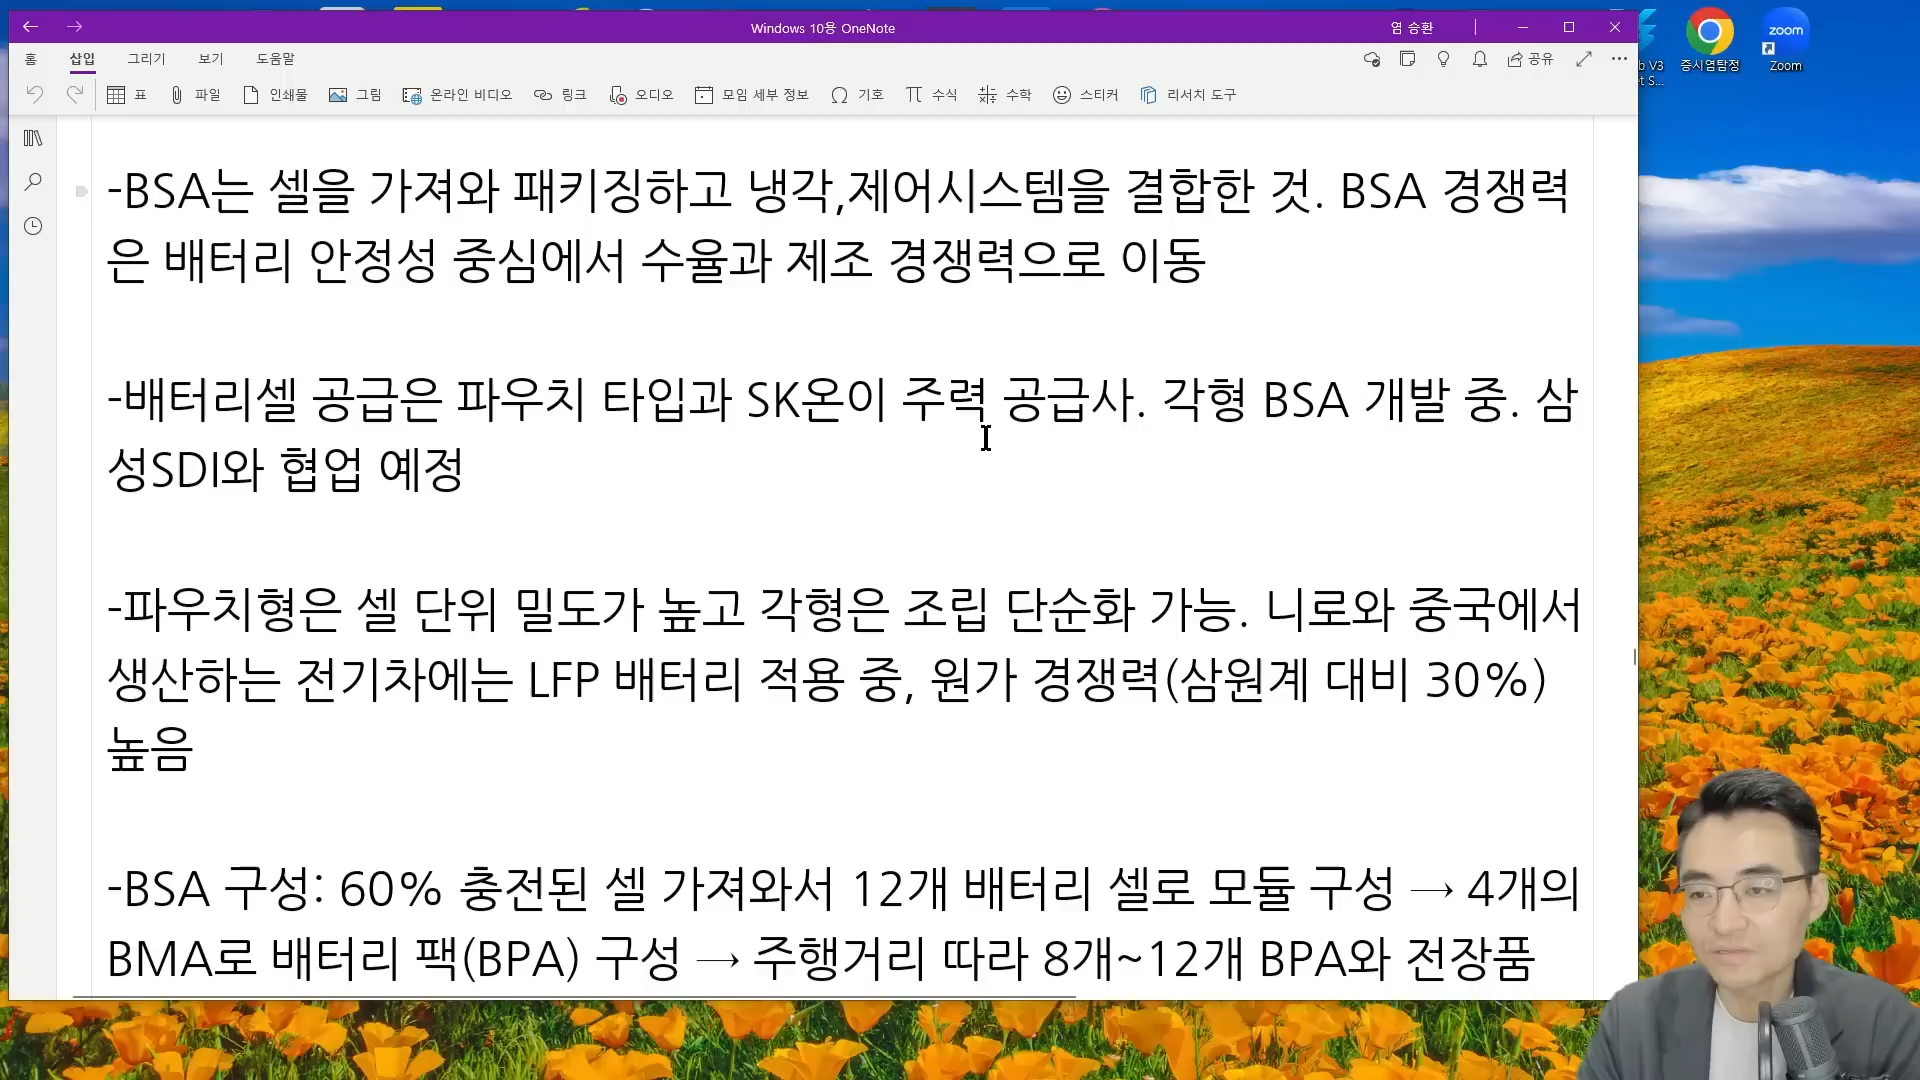 Windows 10용 OneNote
염 승환
홈 삽입 그리기 보기 도움말
공유
표 파일 인쇄물 그림 온라인 비디오 링크 오디오 모임 세부 정보 기호 수식 수학 스티커 리서치 도구
-BSA는 셀을 가져와 패키징하고 냉각,제어시스템을 결합한 것. BSA 경쟁력
은 배터리 안정성 중심에서 수율과 제조 경쟁력으로 이동
-배터리셀 공급은 파우치 타입과 SK온이 주력 공급사. 각형 BSA 개발 중. 삼
성SDI와 협업 예정
-파우치형은 셀 단위 밀도가 높고 각형은 조립 단순화 가능. 니로와 중국에서
생산하는 전기차에는 LFP 배터리 적용 중, 원가 경쟁력(삼원계 대비 30%)
높음
-BSA 구성: 60% 충전된 셀 가져와서 12개 배터리 셀로 모듈 구성 → 4개의
BMA로 배터리 팩(BPA) 구성 → 주행거리 따라 8개~12개 BPA와 전장품
b V3
t S...
증시염탐정
zoom
Zoom